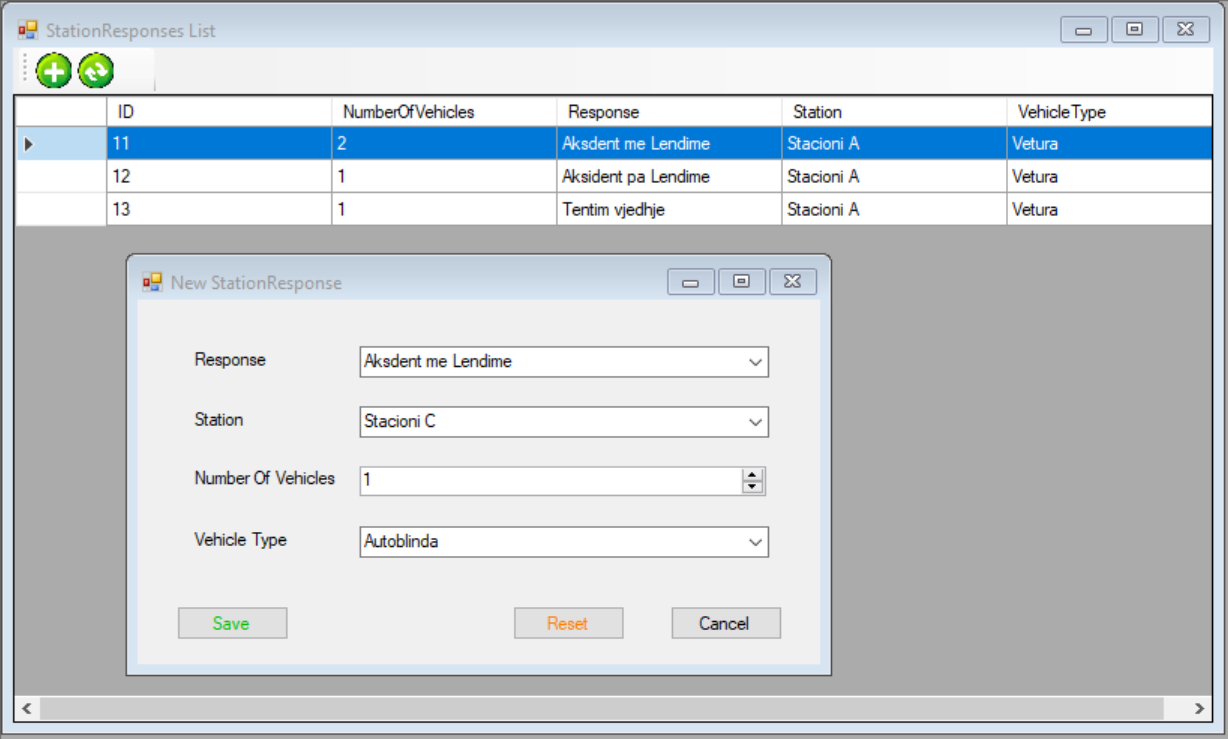 StationResponses List
ID NumberOfVehicles Response Station VehicleType
11 2 Aksdent me Lendime Stacioni A Vetura
12 1 Aksident pa Lendime Stacioni A Vetura
13 1 Tentim vjedhje Stacioni A Vetura
New StationResponse
Response Aksdent me Lendime
Station Stacioni C
Number Of Vehicles 1
Vehicle Type Autoblinda
Save Reset Cancel